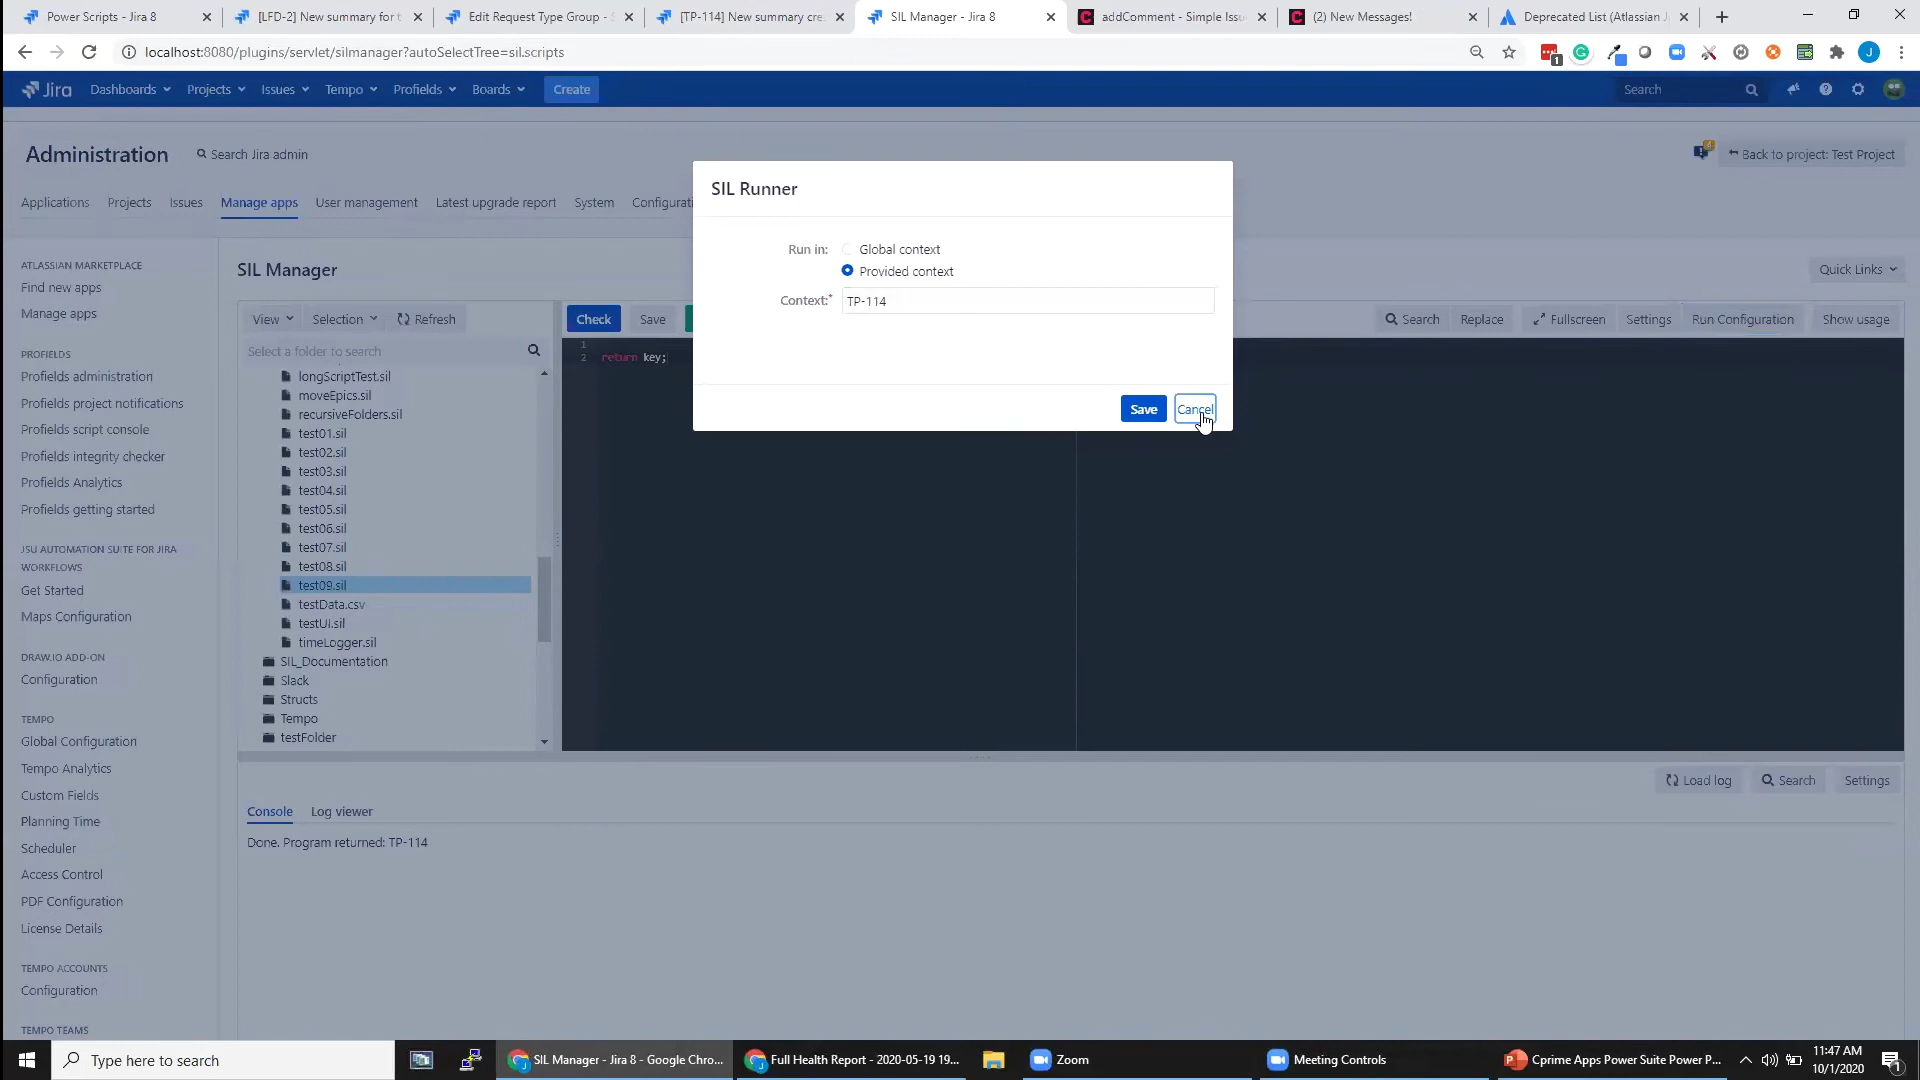 Power Scripts - Jira 8
[LFD-2] New summary for t
Edit Request Type Group - S
[TP-114] New summary cre
SIL Manager - Jira 8
addComment - Simple Issu
(2) New Messages!
Deprecated List (Atlassian J
localhost:8080/plugins/servlet/silmanager?autoSelectTree=sil.scripts
1
J
Jira
Dashboards
Projects
Issues
Tempo
Profields
Boards
Create
Search
Administration
Search Jira admin
Back to project: Test Project
Applications
Projects
Issues
Manage apps
User management
Latest upgrade report
System
Configurati
ATLASSIAN MARKETPLACE
Find new apps
Manage apps
PROFIELDS
Profields administration
Profields project notifications
Profields script console
Profields integrity checker
Profields Analytics
Profields getting started
JSU AUTOMATION SUITE FOR JIRA
WORKFLOWS
Get Started
Maps Configuration
DRAW.IO ADD-ON
Configuration
TEMPO
Global Configuration
Tempo Analytics
Custom Fields
Planning Time
Scheduler
Access Control
PDF Configuration
License Details
TEMPO ACCOUNTS
Configuration
TEMPO TEAMS
SIL Manager
Quick Links
View
Selection
Refresh
Select a folder to search
longScriptTest.sil
moveEpics.sil
recursiveFolders.sil
test01.sil
test02.sil
test03.sil
test04.sil
test05.sil
test06.sil
test07.sil
test08.sil
test09.sil
testData.csv
testUI.sil
timeLogger.sil
SIL_Documentation
Slack
Structs
Tempo
testFolder
Check
Save
Search
Replace
Fullscreen
Settings
Run Configuration
Show usage
1
2 return key;
SIL Runner
Run in:
Global context
Provided context
Context:*
TP-114
Save
Cancel
Load log
Search
Settings
Console
Log viewer
Done. Program returned: TP-114
Type here to search
SIL Manager - Jira 8 - Google Chro...
Full Health Report - 2020-05-19 19...
Zoom
Meeting Controls
Cprime Apps Power Suite Power P...
11:47 AM
10/1/2020
1